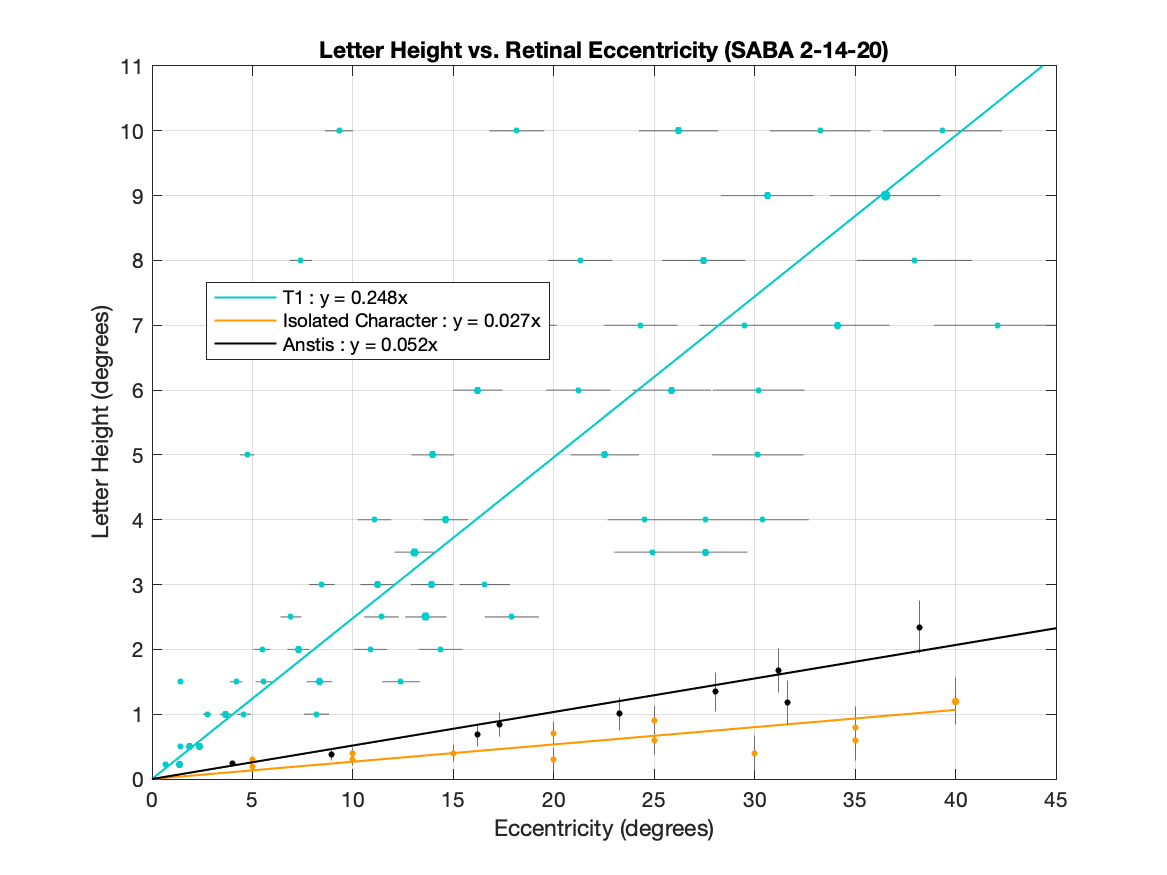 Letter Height vs. Retinal Eccentricity (SABA 2-14-20)
11
10
9
8
7
6
5
4
3
2
1
0
Letter Height (degrees)
T1 : y = 0.248x
Isolated Character : y = 0.027x
Anstis : y = 0.052x
0 5 10 15 20 25 30 35 40 45
Eccentricity (degrees)